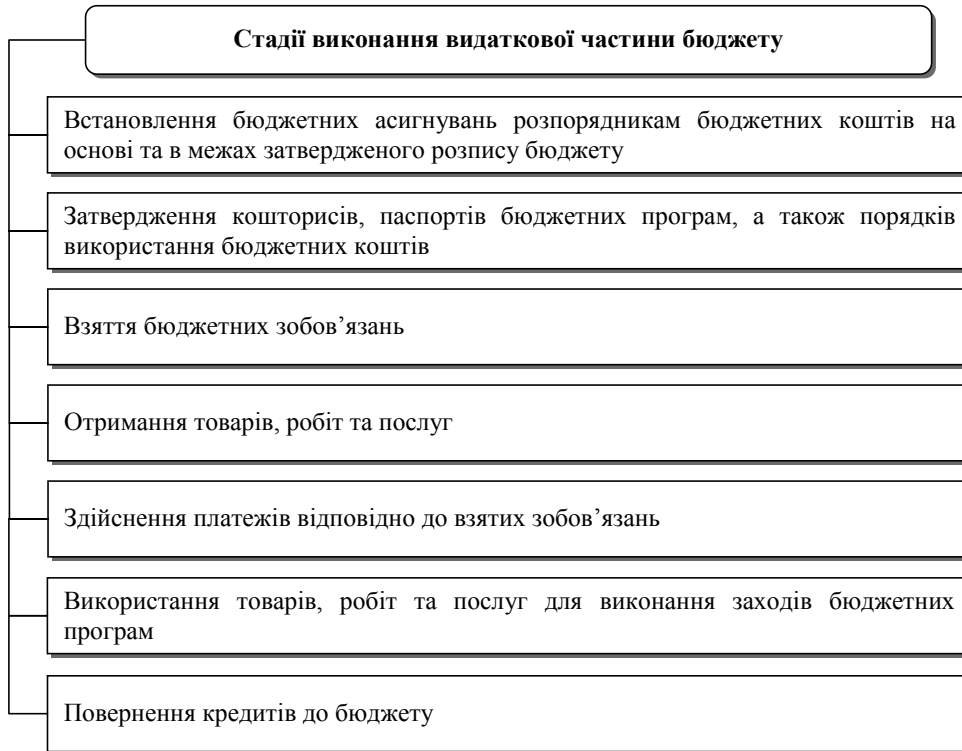 Стадії виконання видаткової частини бюджету
Встановлення бюджетних асигнувань розпорядникам бюджетних коштів на
основі та в межах затвердженого розпису бюджету
Затвердження кошторисів, паспортів бюджетних програм, а також порядків
використання бюджетних коштів
Взяття бюджетних зобов’язань
Отримання товарів, робіт та послуг
Здійснення платежів відповідно до взятих зобов’язань
Використання товарів, робіт та послуг для виконання заходів бюджетних
програм
Повернення кредитів до бюджету